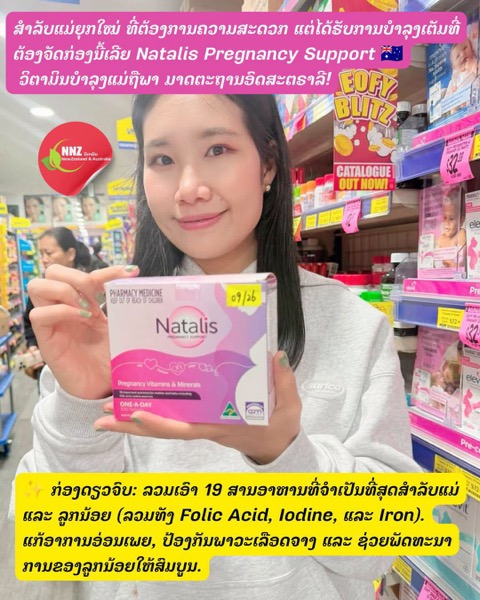 ສຳລັບແມ່ຍຸກໃໝ່ ທີ່ຕ້ອງການຄວາມສະດວກ ແຕ່ໄດ້ຮັບການບຳລຸງເຕັມທີ່
ຕ້ອງຈັດກ່ອງນີ້ເລີຍ Natalis Pregnancy Support 🇦🇺
ວິຕາມິນບຳລຸງແມ່ຖືພາ ມາດຕະຖານອົດສະຕຣາລີ!
NNZ
NewZealand & Australia
EOFY
BLITZ
CATALOGUE
OUT NOW!
PHARMACY MEDICINE
KEEP OUT OF REACH OF CHILDREN
09/26
Natalis
PREGNANCY SUPPORT
Pregnancy Vitamins & Minerals
ONE-A-DAY
✨ ກ່ອງດຽວຈົບ: ລວມເອົາ 19 ສານອາຫານທີ່ຈຳເປັນທີ່ສຸດສຳລັບແມ່
ແລະ ລູກນ້ອຍ (ລວມທັງ Folic Acid, Iodine, ແລະ Iron).
ແກ້ອາການອ່ອນເພຍ, ປ້ອງກັນພາວະເລືອດຈາງ ແລະ ຊ່ວຍພັດທະນາ
ການຂອງລູກນ້ອຍໃຫ້ສົມບູນ.